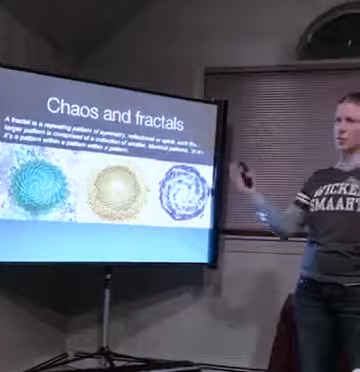 Chaos and fractals
A fractal is a repeating pattern of symmetry, reflectional or spiral, such that
larger pattern is comprised of a collection of smaller, identical patterns.
it's a pattern within a pattern within a pattern.
WICKED
SMAAHT